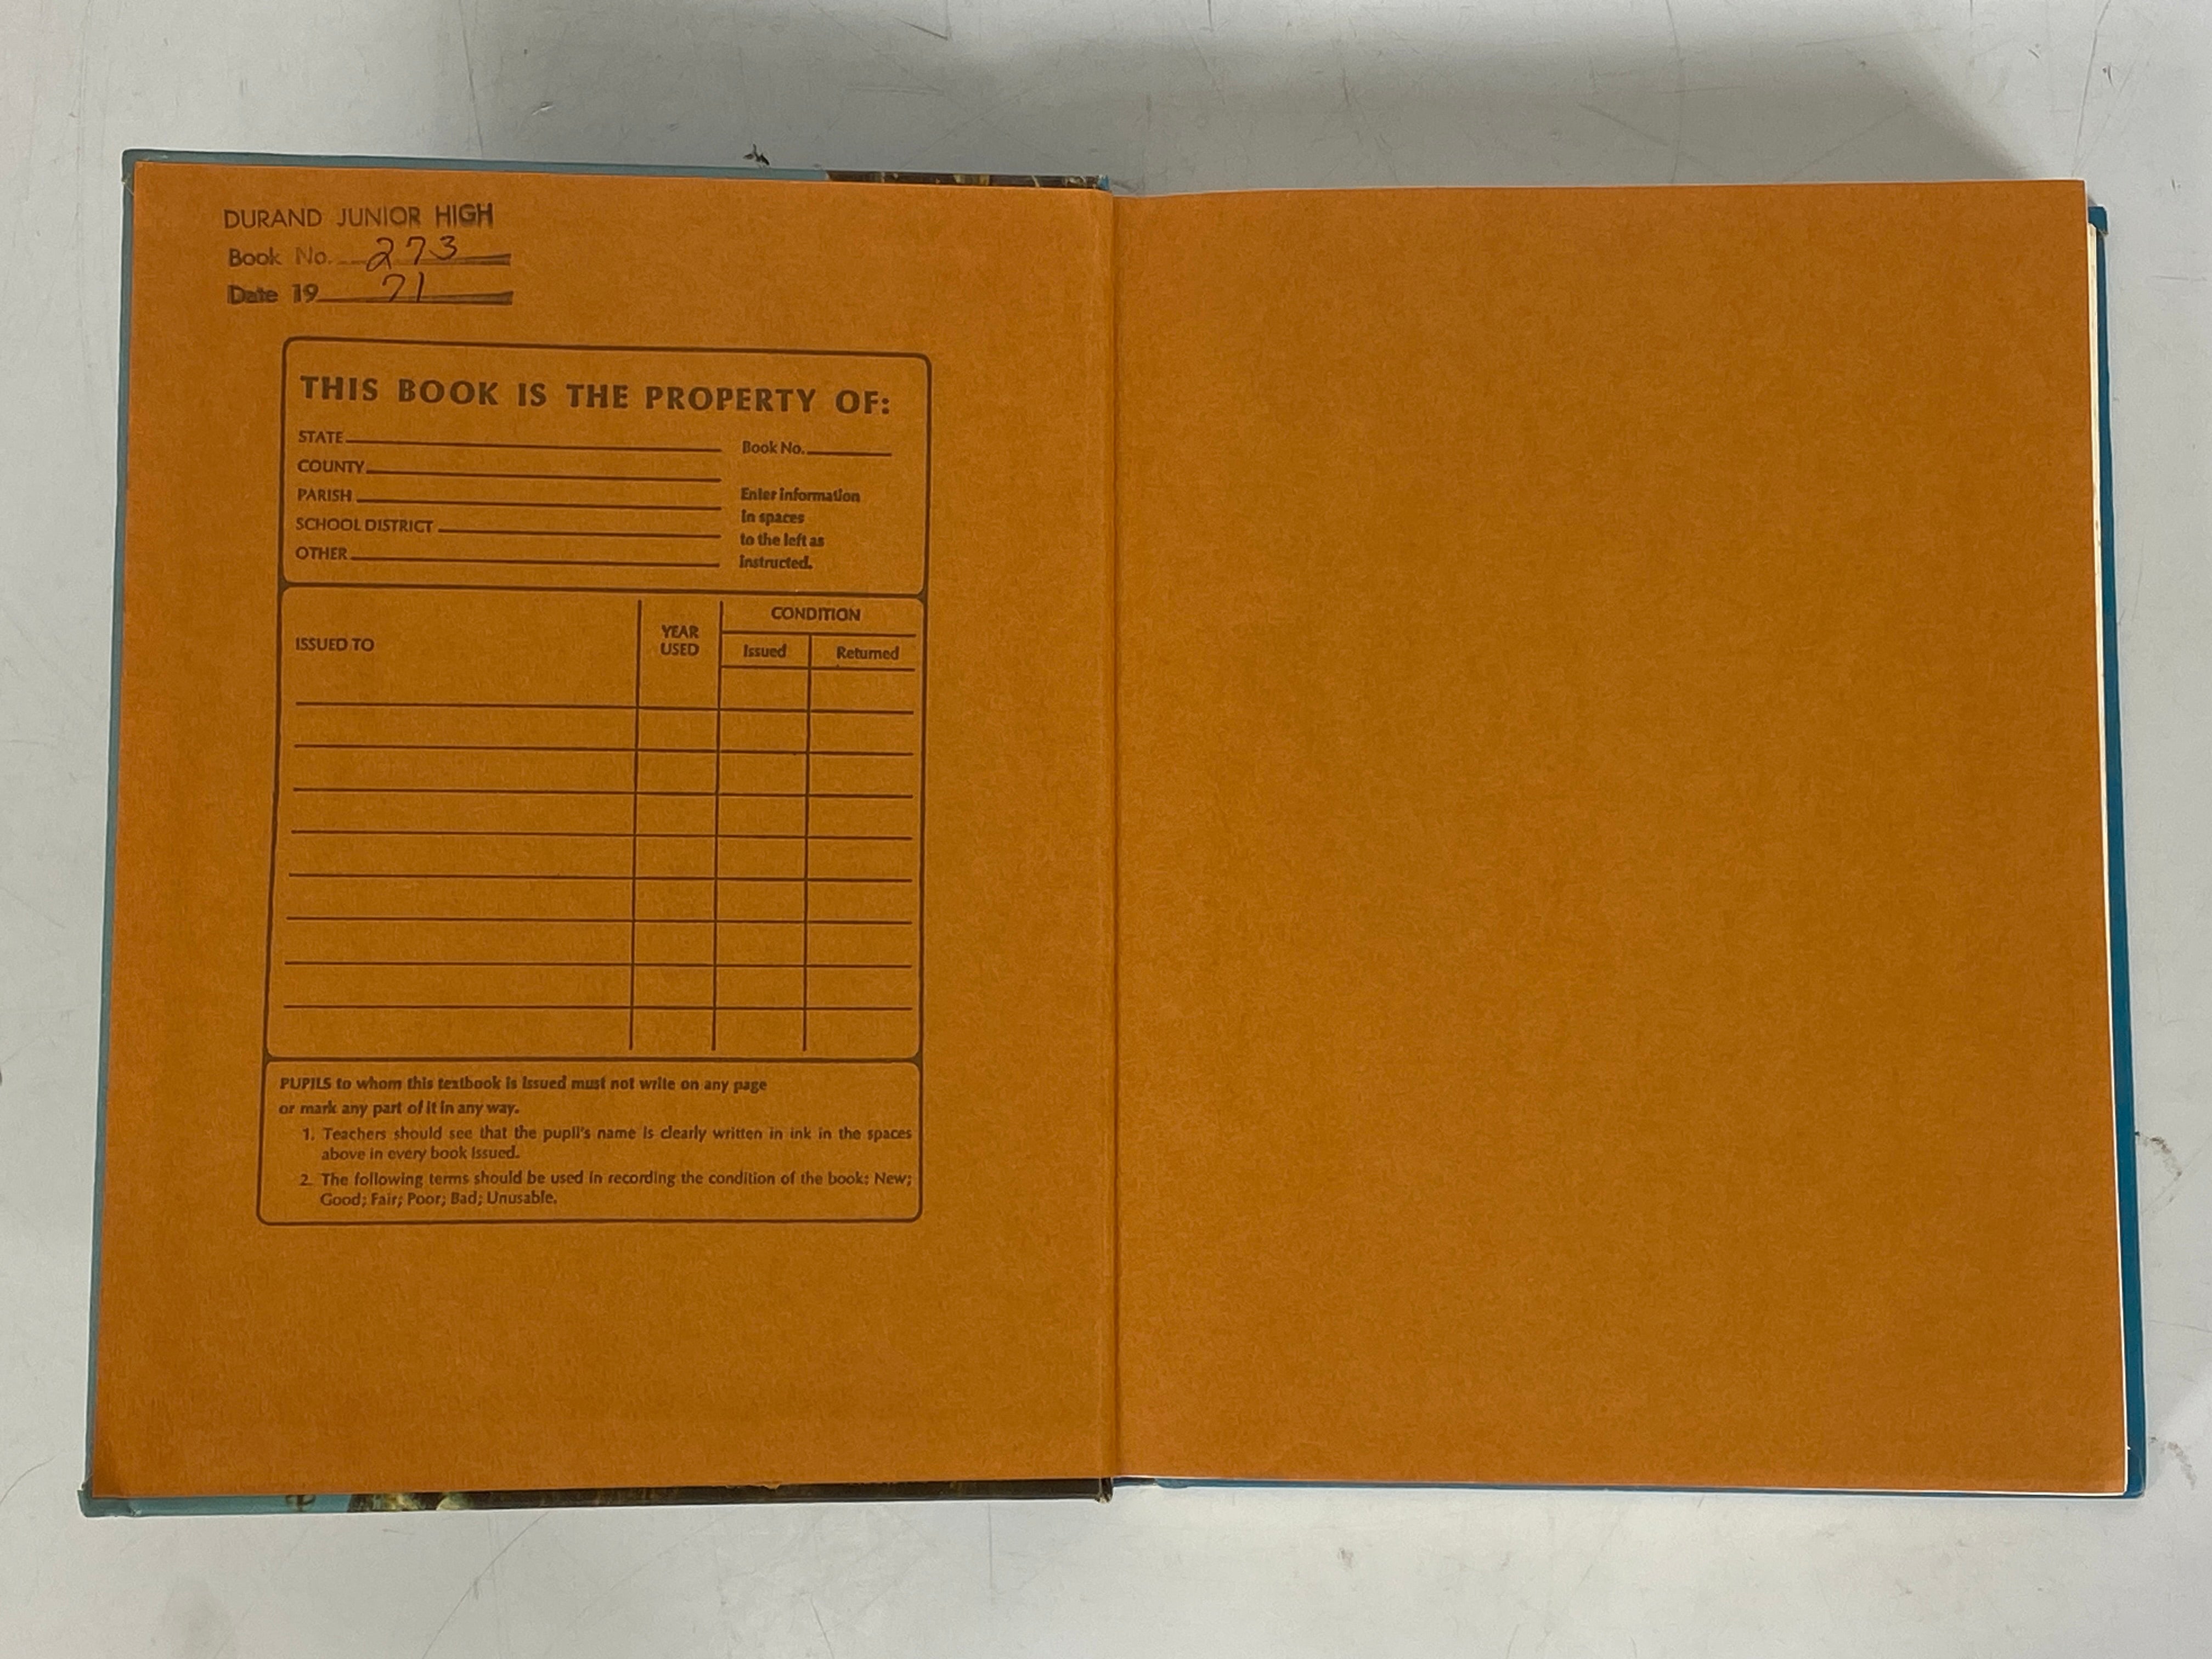 DURAND JUNIOR HIGH
Book No. 273
Date 19 71
THIS BOOK IS THE PROPERTY OF:
STATE
COUNTY
PARISH
SCHOOL DISTRICT
OTHER
Book No.
Enter information
in spaces
to the left as
instructed.
ISSUED TO
YEAR
USED
CONDITION
Issued
Returned
PUPILS to whom this textbook is issued must not write on any page
or mark any part of it in any way.
1. Teachers should see that the pupil's name is clearly written in ink in the spaces
above in every book issued.
2. The following terms should be used in recording the condition of the book: New;
Good; Fair; Poor; Bad; Unusable.